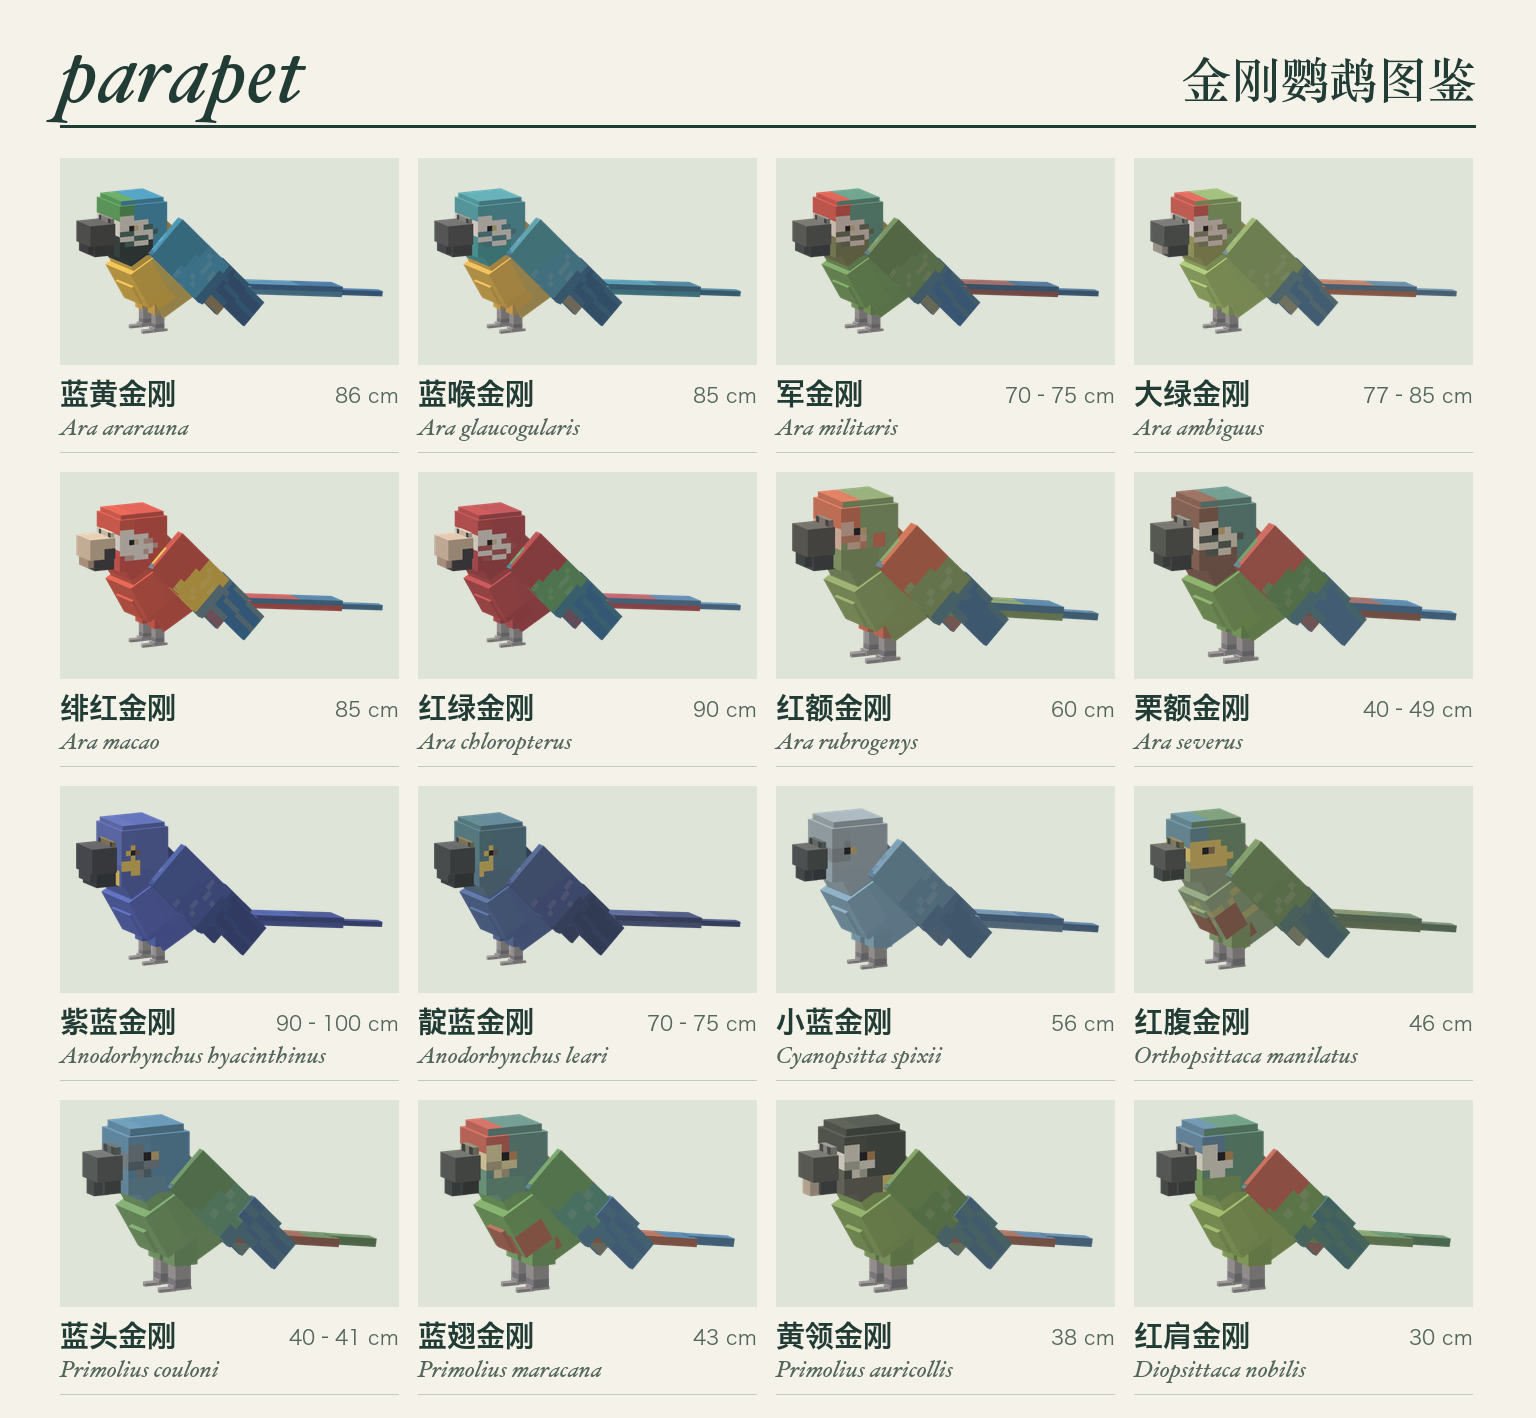 parapet
金刚鹦鹉图鉴
蓝黄金刚 86 cm
Ara ararauna
蓝喉金刚 85 cm
Ara glaucogularis
军金刚 70 - 75 cm
Ara militaris
大绿金刚 77 - 85 cm
Ara ambiguus
绯红金刚 85 cm
Ara macao
红绿金刚 90 cm
Ara chloropterus
红额金刚 60 cm
Ara rubrogenys
栗额金刚 40 - 49 cm
Ara severus
紫蓝金刚 90 - 100 cm
Anodorhynchus hyacinthinus
靛蓝金刚 70 - 75 cm
Anodorhynchus leari
小蓝金刚 56 cm
Cyanopsitta spixii
红腹金刚 46 cm
Orthopsittaca manilatus
蓝头金刚 40 - 41 cm
Primolius couloni
蓝翅金刚 43 cm
Primolius maracana
黄领金刚 38 cm
Primolius auricollis
红肩金刚 30 cm
Diopsittaca nobilis